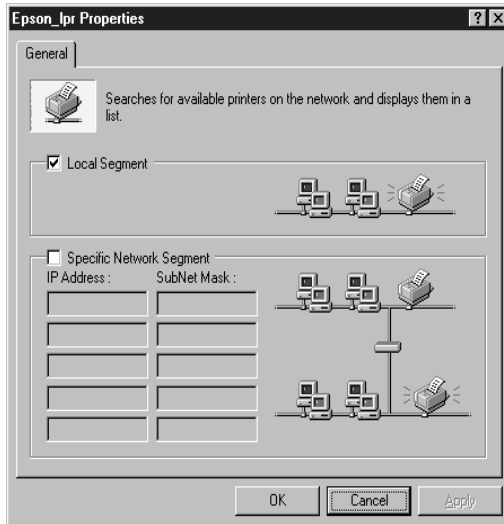 Epson_lpr Properties
General
Searches for available printers on the network and displays them in a
list.
Local Segment
Specific Network Segment
IP Address :
SubNet Mask :
OK
Cancel
Apply